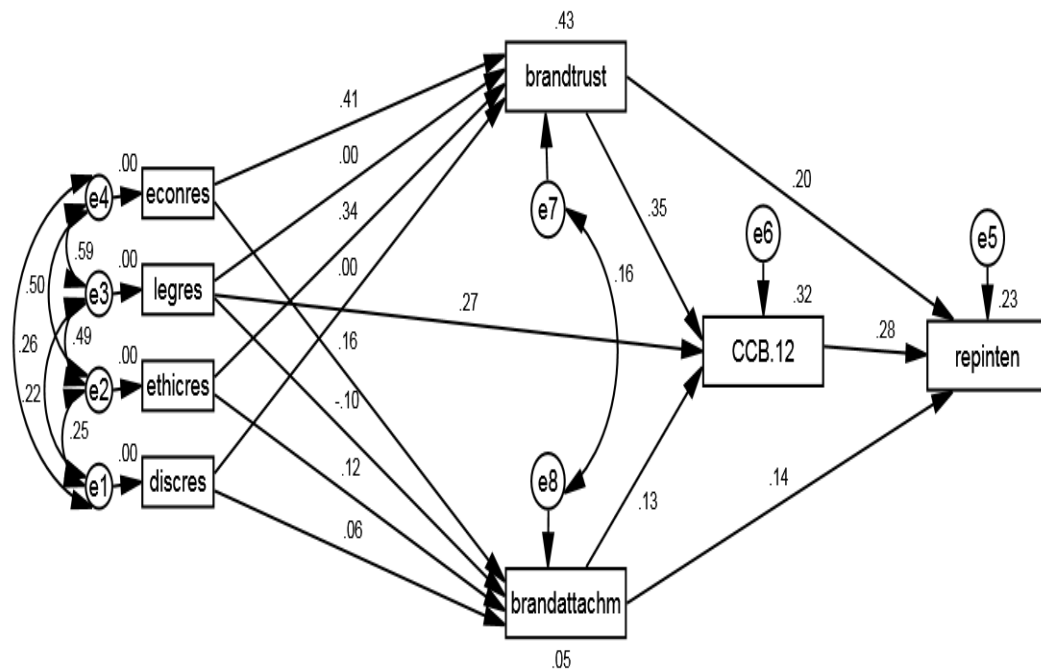 .43
brandtrust
.41
.00
.20
.00
e4
econres
.34
e7
.35
e6
e5
.59
.00
.00
.50
e3
legres
.27
.16
.32
.23
.26
.49
.00
.16
CCB.12
.28
repinten
.22
e2
ethicres
-.10
.25
.00
.12
e8
.14
e1
discres
.13
.06
brandattachm
.05